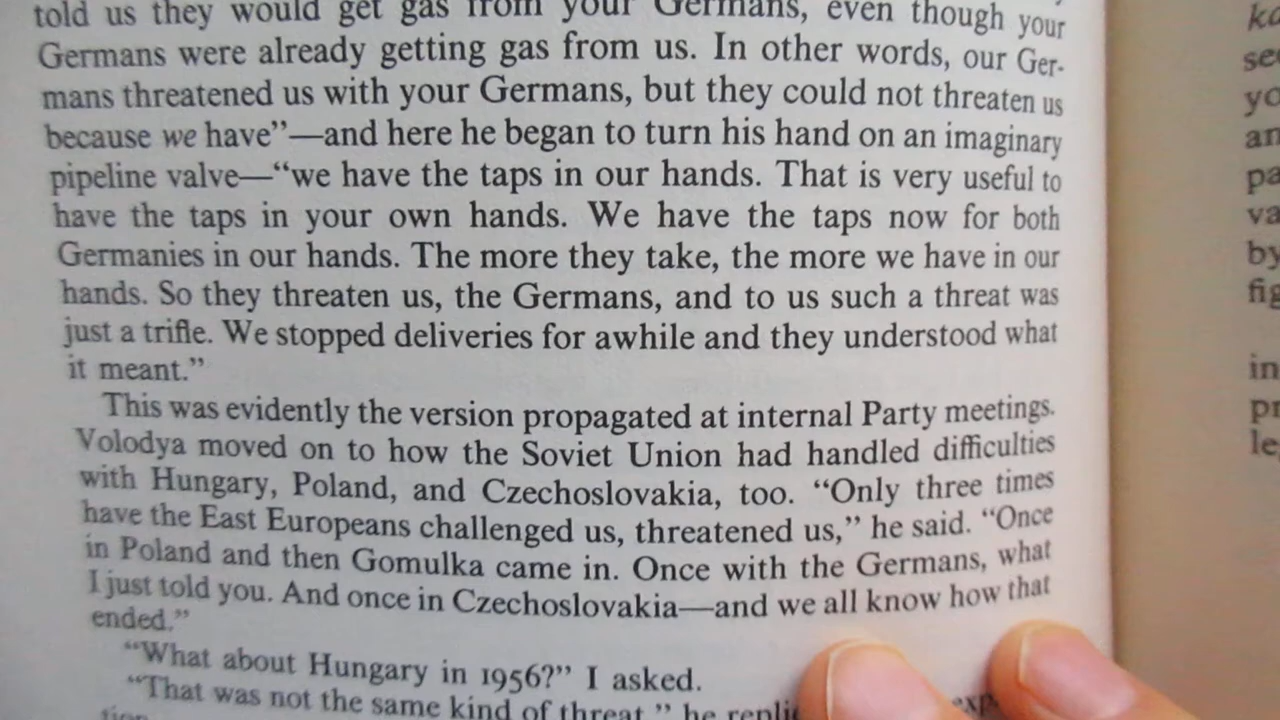 told us they would get gas from your Germans, even though your
Germans were already getting gas from us. In other words, our Ger-
mans threatened us with your Germans, but they could not threaten us
because we have”—and here he began to turn his hand on an imaginary
pipeline valve—“we have the taps in our hands. That is very useful to
have the taps in your own hands. We have the taps now for both
Germanies in our hands. The more they take, the more we have in our
hands. So they threaten us, the Germans, and to us such a threat was
just a trifle. We stopped deliveries for awhile and they understood what
it meant.”
This was evidently the version propagated at internal Party meetings.
Volodya moved on to how the Soviet Union had handled difficulties
with Hungary, Poland, and Czechoslovakia, too. “Only three times
have the East Europeans challenged us, threatened us,” he said. “Once
in Poland and then Gomulka came in. Once with the Germans, what
I just told you. And once in Czechoslovakia—and we all know how that
ended.”
“What about Hungary in 1956?” I asked.
“That was not the same kind of threat,” he